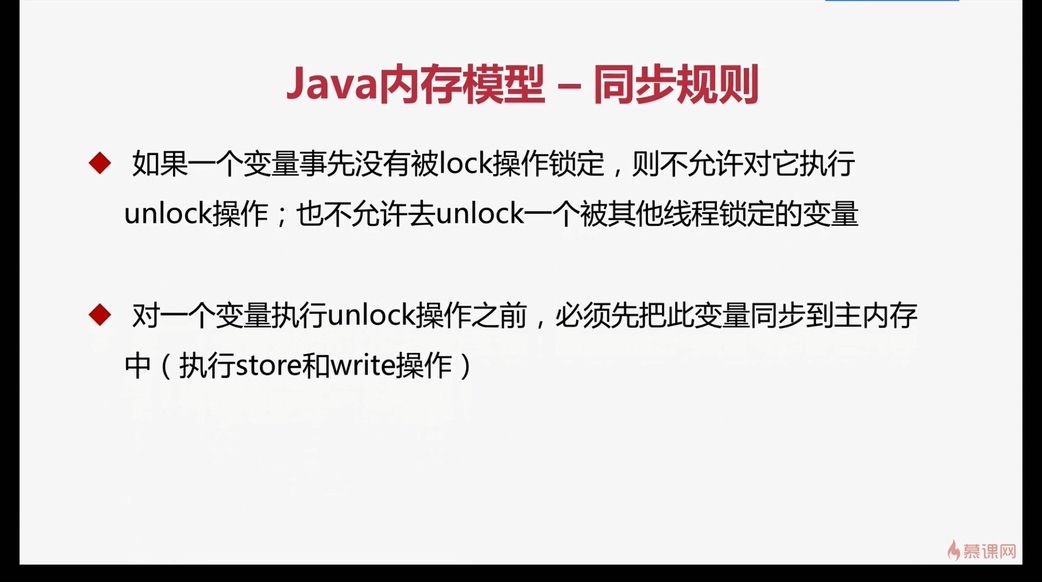 Java内存模型 – 同步规则
如果一个变量事先没有被lock操作锁定，则不允许对它执行
unlock操作；也不允许去unlock一个被其他线程锁定的变量
对一个变量执行unlock操作之前，必须先把此变量同步到主内存
中（执行store和write操作）
慕课网